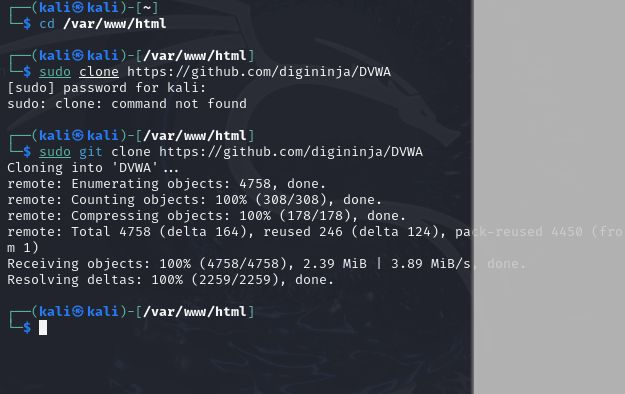 ┌──(kali㉿kali)-[~]
└─$ cd /var/www/html
┌──(kali㉿kali)-[/var/www/html]
└─$ sudo clone https://github.com/digininja/DVWA
[sudo] password for kali:
sudo: clone: command not found
┌──(kali㉿kali)-[/var/www/html]
└─$ sudo git clone https://github.com/digininja/DVWA
Cloning into 'DVWA'...
remote: Enumerating objects: 4758, done.
remote: Counting objects: 100% (308/308), done.
remote: Compressing objects: 100% (178/178), done.
remote: Total 4758 (delta 164), reused 246 (delta 124), pack-reused 4450 (fro
m 1)
Receiving objects: 100% (4758/4758), 2.39 MiB | 3.89 MiB/s, done.
Resolving deltas: 100% (2259/2259), done.
┌──(kali㉿kali)-[/var/www/html]
└─$